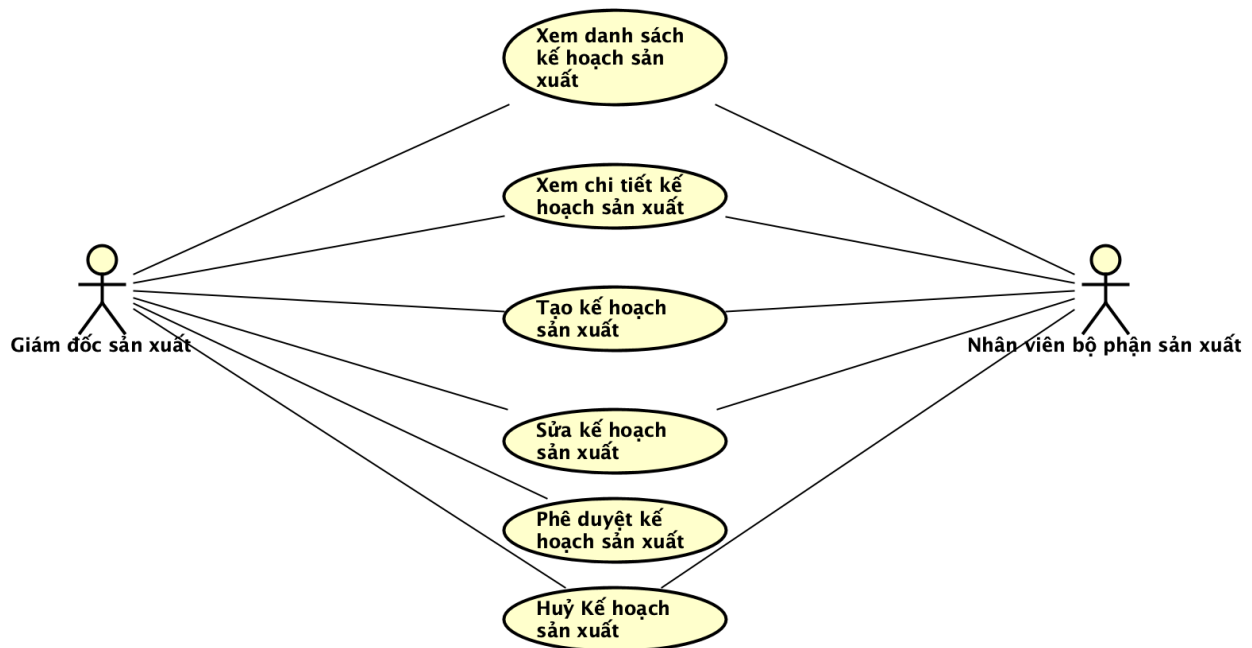 Xem danh sách
kế hoạch sản
xuất
Xem chi tiết kế
hoạch sản xuất
Tạo kế hoạch
sản xuất
Giám đốc sản xuất
Nhân viên bộ phận sản xuất
Sửa kế hoạch
sản xuất
Phê duyệt kế
hoạch sản xuất
Huỷ Kế hoạch
sản xuất